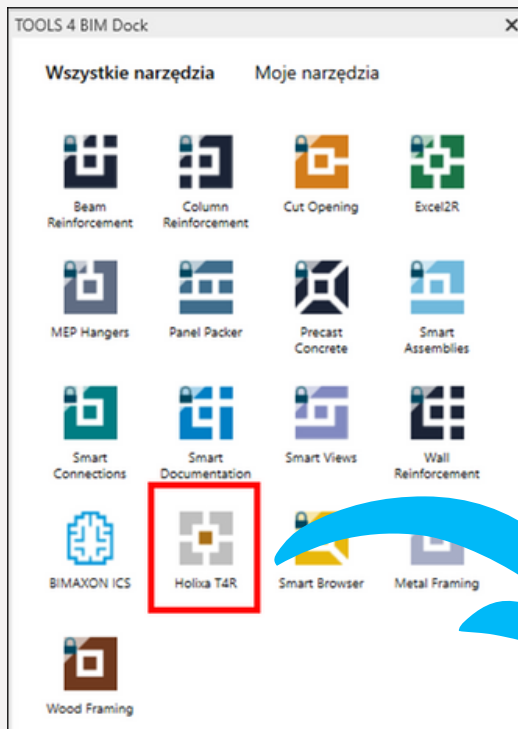 TOOLS 4 BIM Dock
Wszystkie narzędzia Moje narzędzia
Beam Reinforcement Column Reinforcement Cut Opening Excel2R
MEP Hangers Panel Packer Precast Concrete Smart Assemblies
Smart Connections Smart Documentation Smart Views Wall Reinforcement
BIMAXON ICS Holixa T4R Smart Browser Metal Framing
Wood Framing